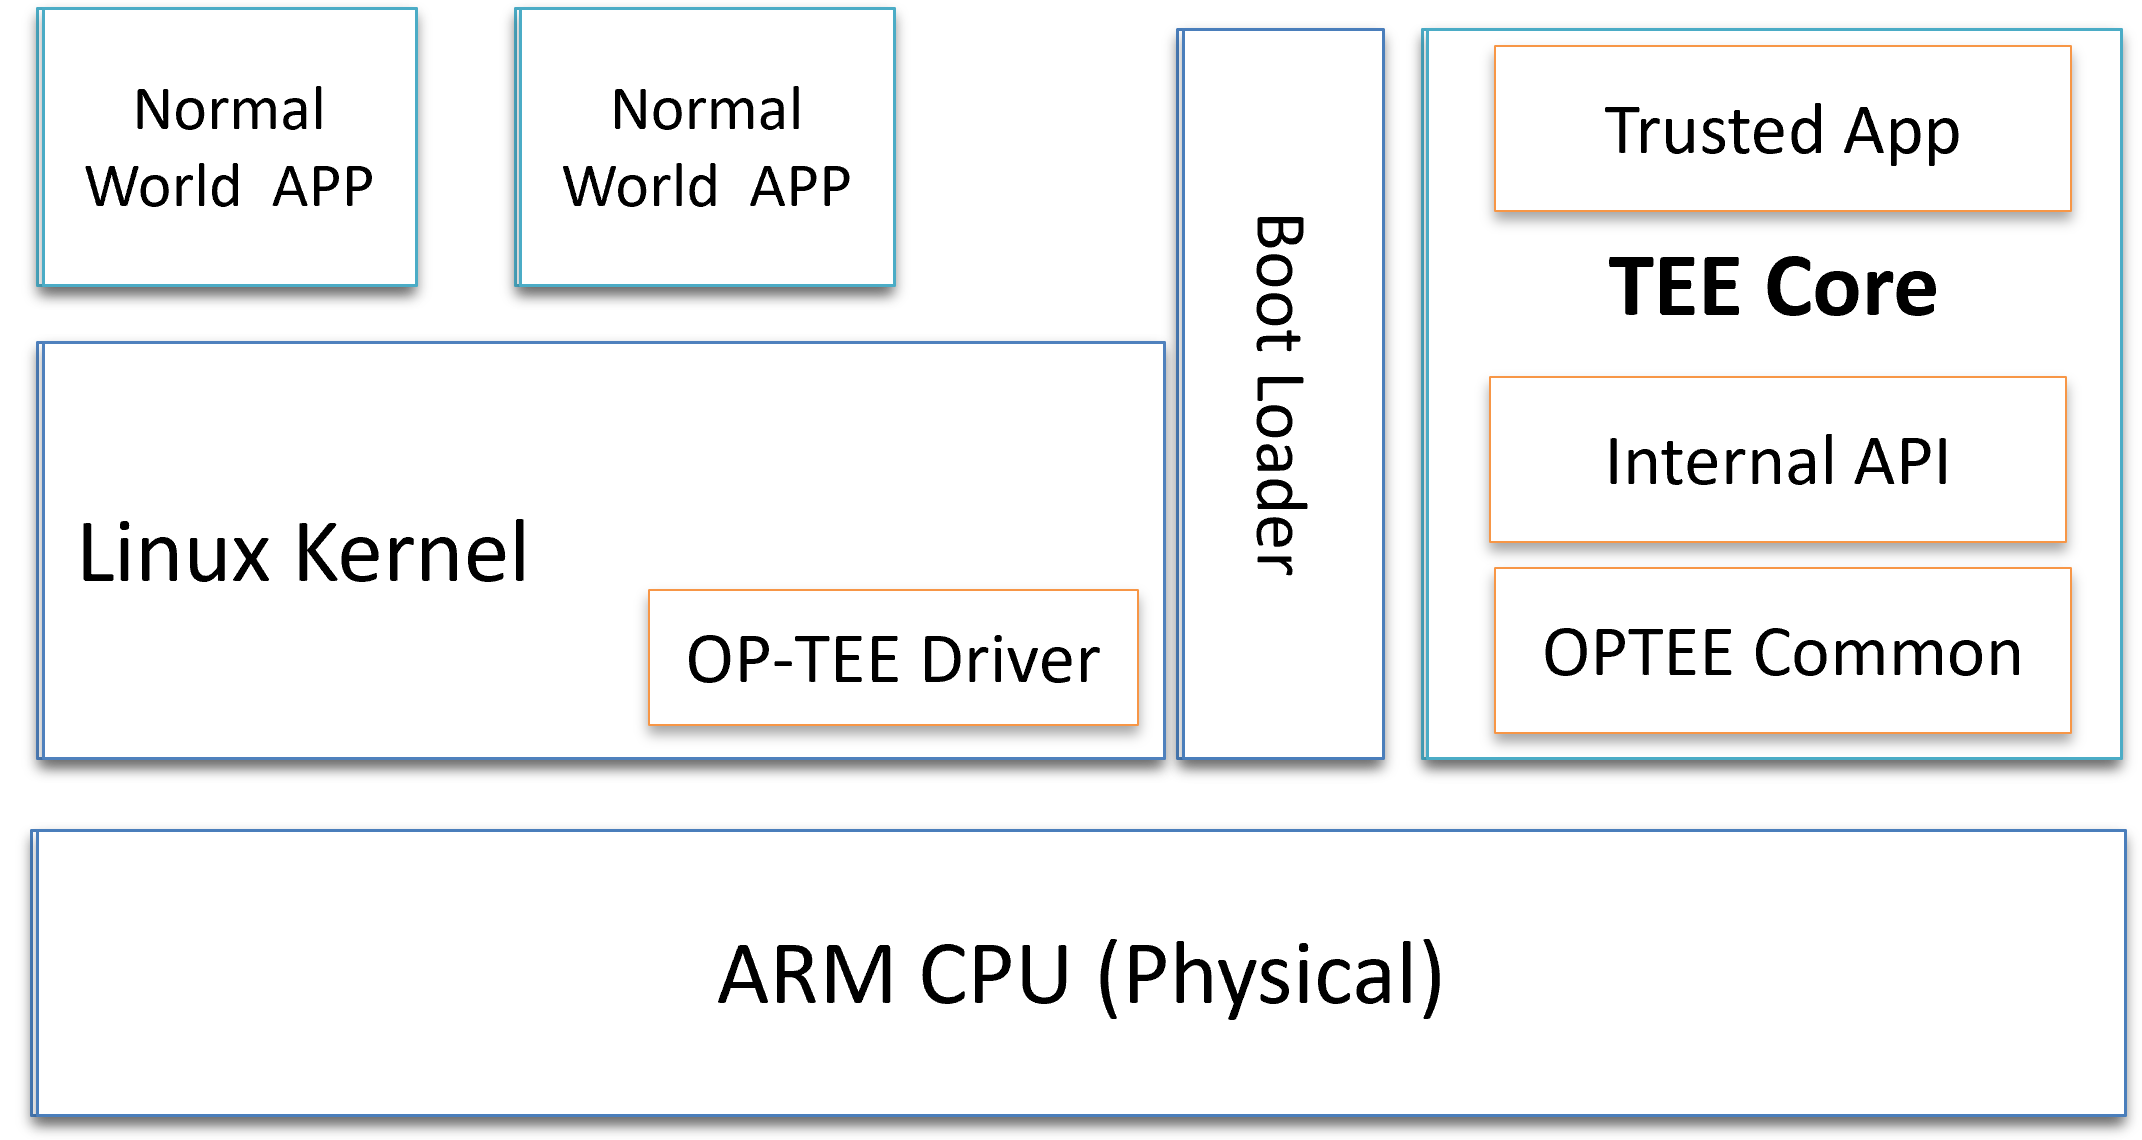 Normal
World  APP
Normal
World  APP
Linux Kernel
OP-TEE Driver
Boot Loader
Trusted App
TEE Core
Internal API
OPTEE Common
ARM CPU (Physical)